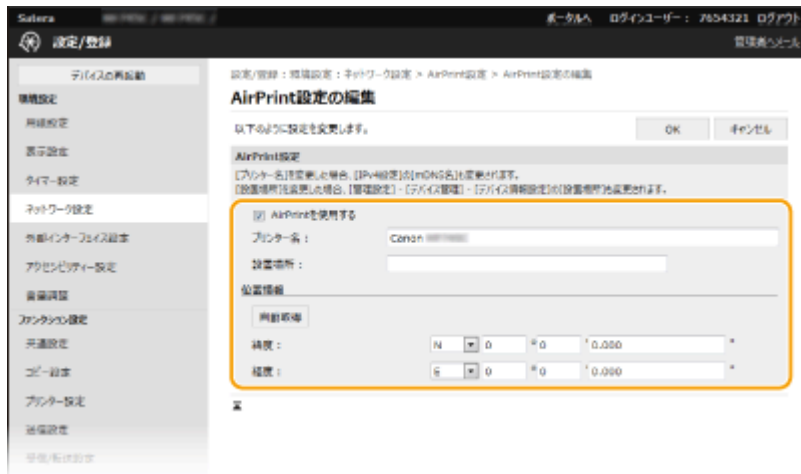 Satera
ポータルへ ログインユーザー： 7654321 ログアウト
設定/登録
管理者へメール
デバイスの再起動
環境設定
用紙設定
表示設定
タイマー設定
ネットワーク設定
外部インターフェイス設定
アクセシビリティー設定
音量調整
ファンクション設定
共通設定
コピー設定
プリンター設定
送信設定
受信/転送設定
設定/登録：環境設定：ネットワーク設定 > AirPrint設定 > AirPrint設定の編集
AirPrint設定の編集
以下のように設定を変更します。
OK キャンセル
AirPrint設定
[プリンター名]を変更した場合、[IPv4設定]の[mDNS名]も変更されます。
[設置場所]を変更した場合、[管理設定]-[デバイス管理]-[デバイス情報設定]の[設置場所]も変更されます。
AirPrintを使用する
プリンター名： Canon
設置場所：
位置情報
自動取得
緯度： N 0 ° 0 ' 0.000 "
経度： E 0 ° 0 ' 0.000 "